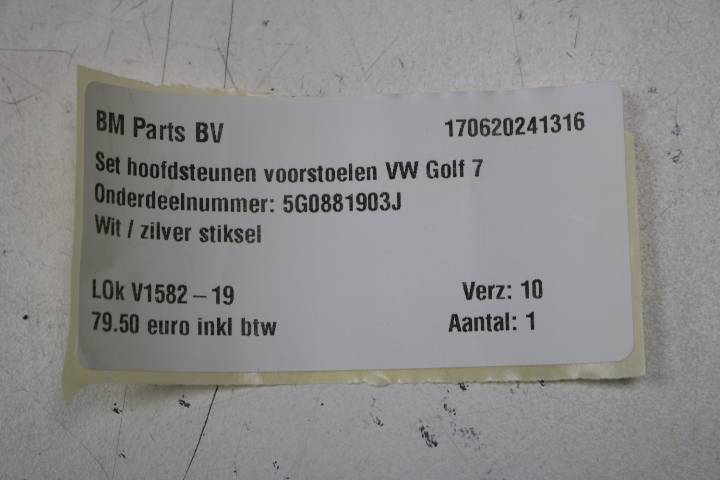 BM Parts BV 170620241316
Set hoofdsteunen voorstoelen VW Golf 7
Onderdeelnummer: 5G0881903J
Wit / zilver stiksel
LOk V1582 – 19 Verz: 10
79.50 euro inkl btw Aantal: 1